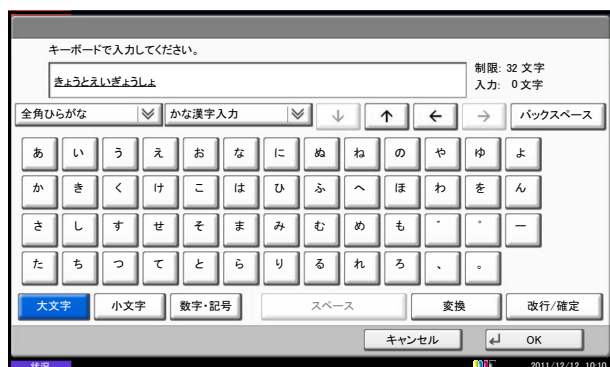 キーボードで入力してください。
きょうとえいぎょうしょ
制限: 32 文字
入力: 0 文字
全角ひらがな かな漢字入力 ↓ ↑ ← → バックスペース
あ い う え お な に ぬ ね の や ゆ よ
か き く け こ は ひ ふ へ ほ わ を ん
さ し す せ そ ま み む め も ゛ ゜ ー
た ち つ て と ら り る れ ろ 、 。
大文字 小文字 数字・記号 スペース 変換 改行/確定
キャンセル OK
状況 2011/12/12 10:10